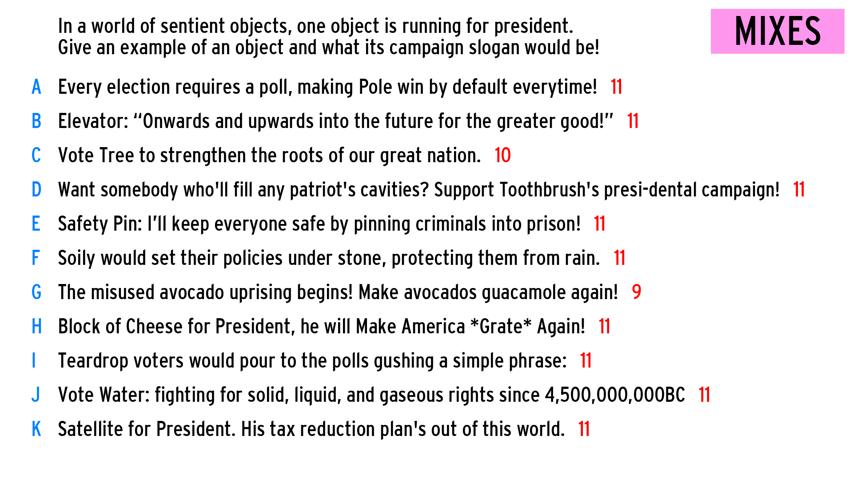 In a world of sentient objects, one object is running for president.
Give an example of an object and what its campaign slogan would be!
MIXES
A Every election requires a poll, making Pole win by default everytime! 11
B Elevator: “Onwards and upwards into the future for the greater good!” 11
C Vote Tree to strengthen the roots of our great nation. 10
D Want somebody who'll fill any patriot's cavities? Support Toothbrush's presi-dental campaign! 11
E Safety Pin: I’ll keep everyone safe by pinning criminals into prison! 11
F Soily would set their policies under stone, protecting them from rain. 11
G The misused avocado uprising begins! Make avocados guacamole again! 9
H Block of Cheese for President, he will Make America *Grate* Again! 11
I Teardrop voters would pour to the polls gushing a simple phrase: 11
J Vote Water: fighting for solid, liquid, and gaseous rights since 4,500,000,000BC 11
K Satellite for President. His tax reduction plan's out of this world. 11